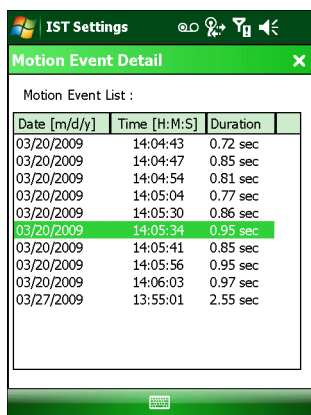 IST Settings
Motion Event Detail
Motion Event List :
Date [m/d/y] Time [H:M:S] Duration
03/20/2009 14:04:43 0.72 sec
03/20/2009 14:04:47 0.85 sec
03/20/2009 14:04:54 0.81 sec
03/20/2009 14:05:04 0.77 sec
03/20/2009 14:05:30 0.86 sec
03/20/2009 14:05:34 0.95 sec
03/20/2009 14:05:41 0.85 sec
03/20/2009 14:05:56 0.95 sec
03/20/2009 14:06:03 0.97 sec
03/27/2009 13:55:01 2.55 sec